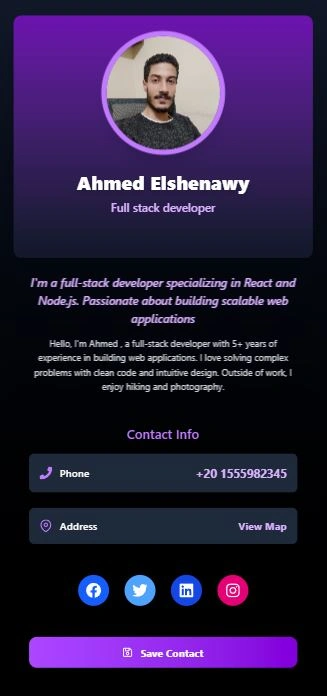 Ahmed Elshenawy
Full stack developer
I'm a full-stack developer specializing in React and
Node.js. Passionate about building scalable web
applications
Hello, I'm Ahmed , a full-stack developer with 5+ years of
experience in building web applications. I love solving complex
problems with clean code and intuitive design. Outside of work, I
enjoy hiking and photography.
Contact Info
Phone
+20 1555982345
Address
View Map
Save Contact